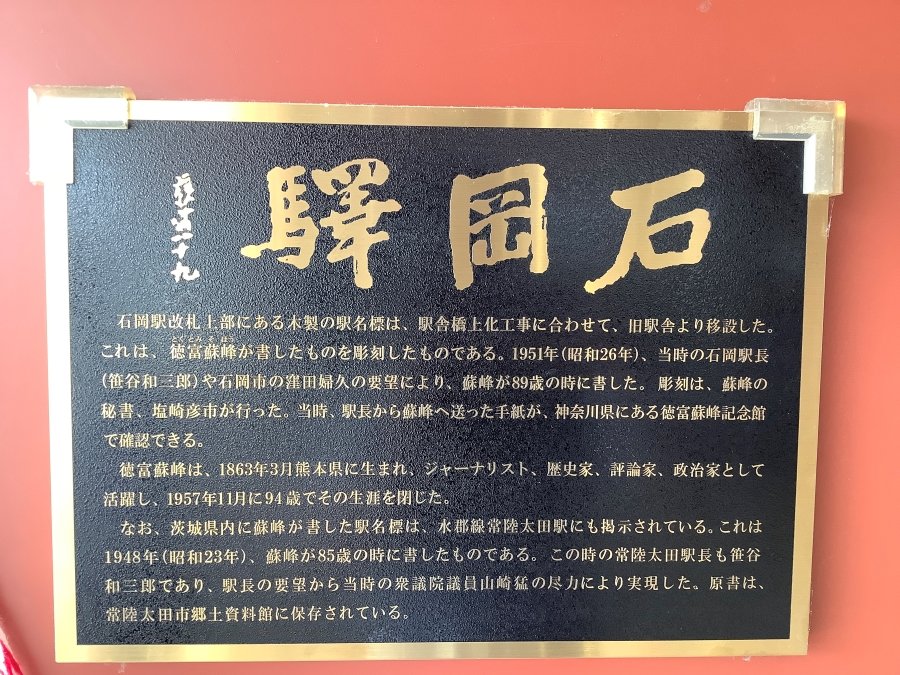 石岡驛
蘇峰八十九
石岡駅改札上部にある木製の駅名標は、駅舎橋上化工事に合わせて、旧駅舎より移設した。
とくとみ そ ほう
これは、徳富蘇峰が書したものを彫刻したものである。1951年(昭和26年)、当時の石岡駅長
(笹谷和三郎)や石岡市の窪田婦久の要望により、蘇峰が89歳の時に書した。彫刻は、蘇峰の
秘書、塩崎彦市が行った。当時、駅長から蘇峰へ送った手紙が、神奈川県にある徳富蘇峰記念館
で確認できる。
徳富蘇峰は、1863年3月熊本県に生まれ、ジャーナリスト、歴史家、評論家、政治家として
活躍し、1957年11月に94歳でその生涯を閉じた。
なお、茨城県内に蘇峰が書した駅名標は、水郡線常陸太田駅にも掲示されている。これは
1948年(昭和23年)、蘇峰が85歳の時に書したものである。この時の常陸太田駅長も笹谷
和三郎であり、駅長の要望から当時の衆議院議員山崎猛の尽力により実現した。原書は、
常陸太田市郷土資料館に保存されている。